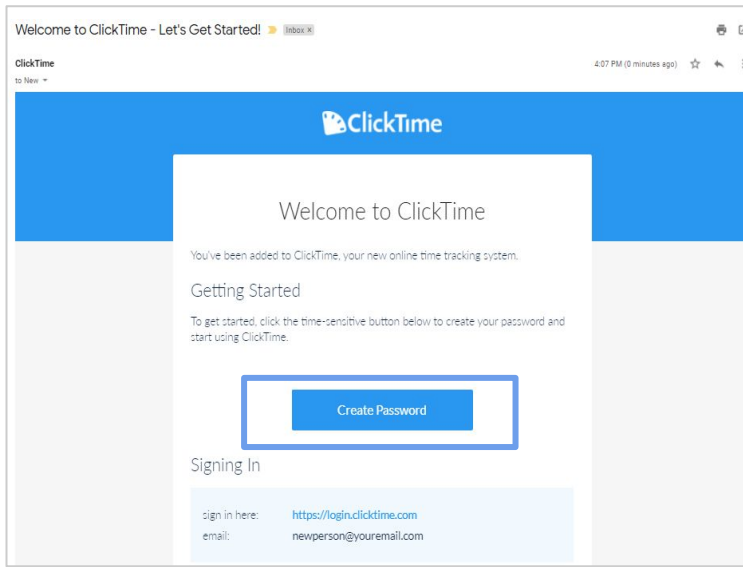 Welcome to ClickTime - Let's Get Started! Inbox x
ClickTime
4:07 PM (0 minutes ago)
to New
ClickTime
Welcome to ClickTime
You've been added to ClickTime, your new online time tracking system.
Getting Started
To get started, click the time-sensitive button below to create your password and
start using ClickTime.
Create Password
Signing In
sign in here: https://login.clicktime.com
email: newperson@youremail.com